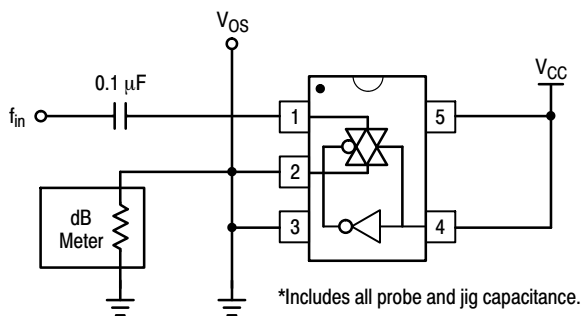 VOS
0.1 μF
VCC
fin
1
5
2
dB
Meter
3
4
*Includes all probe and jig capacitance.